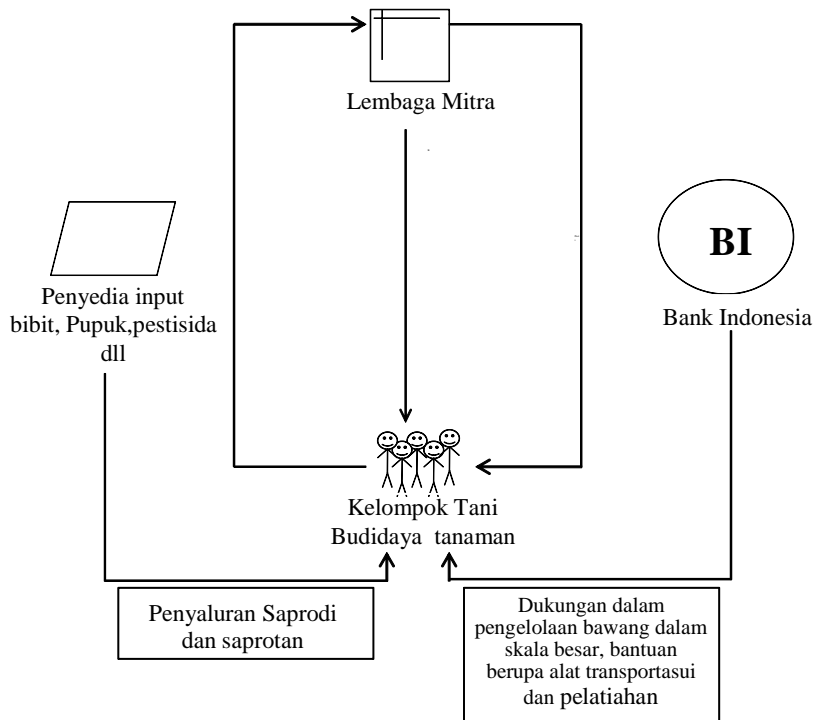 Lembaga Mitra
BI
Penyedia input
bibit, Pupuk,pestisida
dll
Bank Indonesia
Kelompok Tani
Budidaya tanaman
Penyaluran Saprodi
dan saprotan
Dukungan dalam
pengelolaan bawang dalam
skala besar, bantuan
berupa alat transportasui
dan pelatiahan